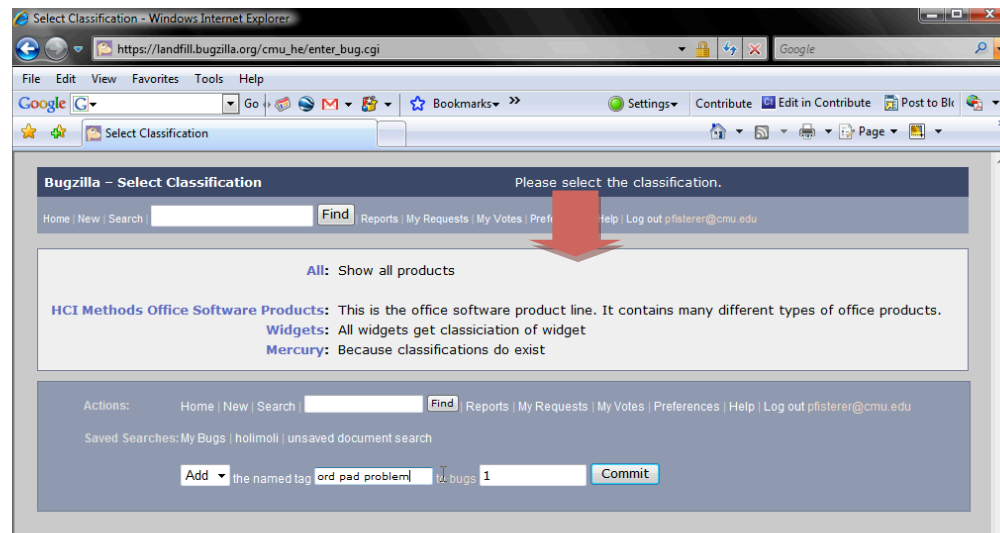 Select Classification - Windows Internet Explorer
https://landfill.bugzilla.org/cmu_he/enter_bug.cgi Google
File Edit View Favorites Tools Help
Google G Go Bookmarks >> Settings Contribute Edit in Contribute Post to Blo
Select Classification Page
Bugzilla – Select Classification Please select the classification.
Home | New | Search | Find | Reports | My Requests | My Votes | Help | Log out pfisterer@cmu.edu
All: Show all products
HCI Methods Office Software Products: This is the office software product line. It contains many different types of office products.
Widgets: All widgets get classiciation of widget
Mercury: Because classifications do exist
Actions: Home | New | Search | Find | Reports | My Requests | My Votes | Preferences | Help | Log out pfisterer@cmu.edu
Saved Searches: My Bugs | holimoli | unsaved document search
Add the named tag ord pad problem to bugs 1 Commit